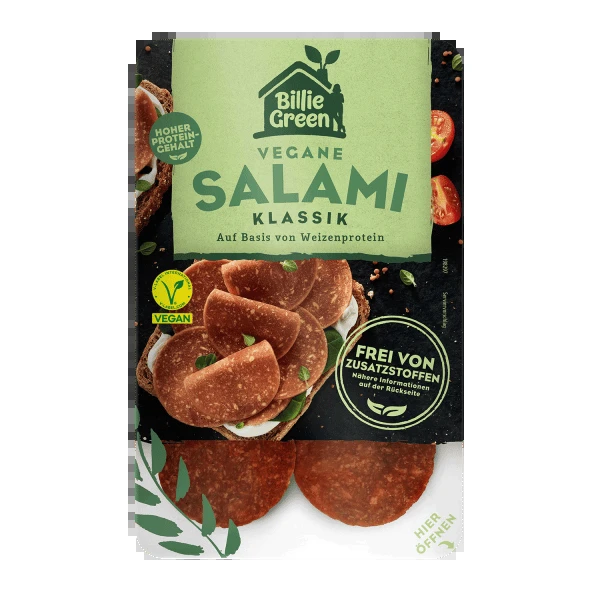 Billie
Green
HOHER
PROTEIN-
GEHALT
VEGANE
SALAMI
KLASSIK
Auf Basis von Weizenprotein
VEGAN
Serviervorschlag
FREI VON
ZUSATZSTOFFEN
Nähere Informationen
auf der Rückseite
HIER
ÖFFNEN